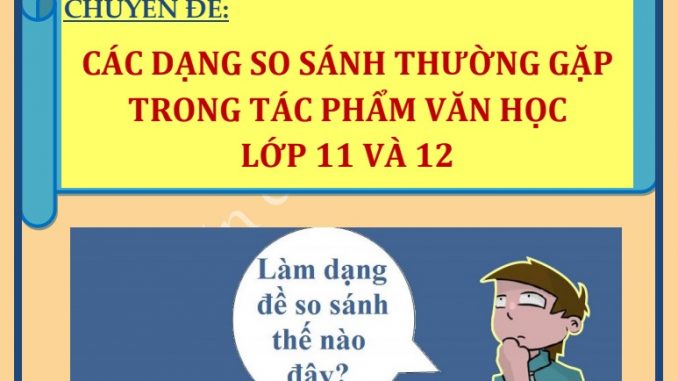 CHUYÊN ĐỀ:
CÁC DẠNG SO SÁNH THƯỜNG GẶP
TRONG TÁC PHẨM VĂN HỌC
LỚP 11 VÀ 12
Làm dạng
đề so sánh
thế nào
đây?